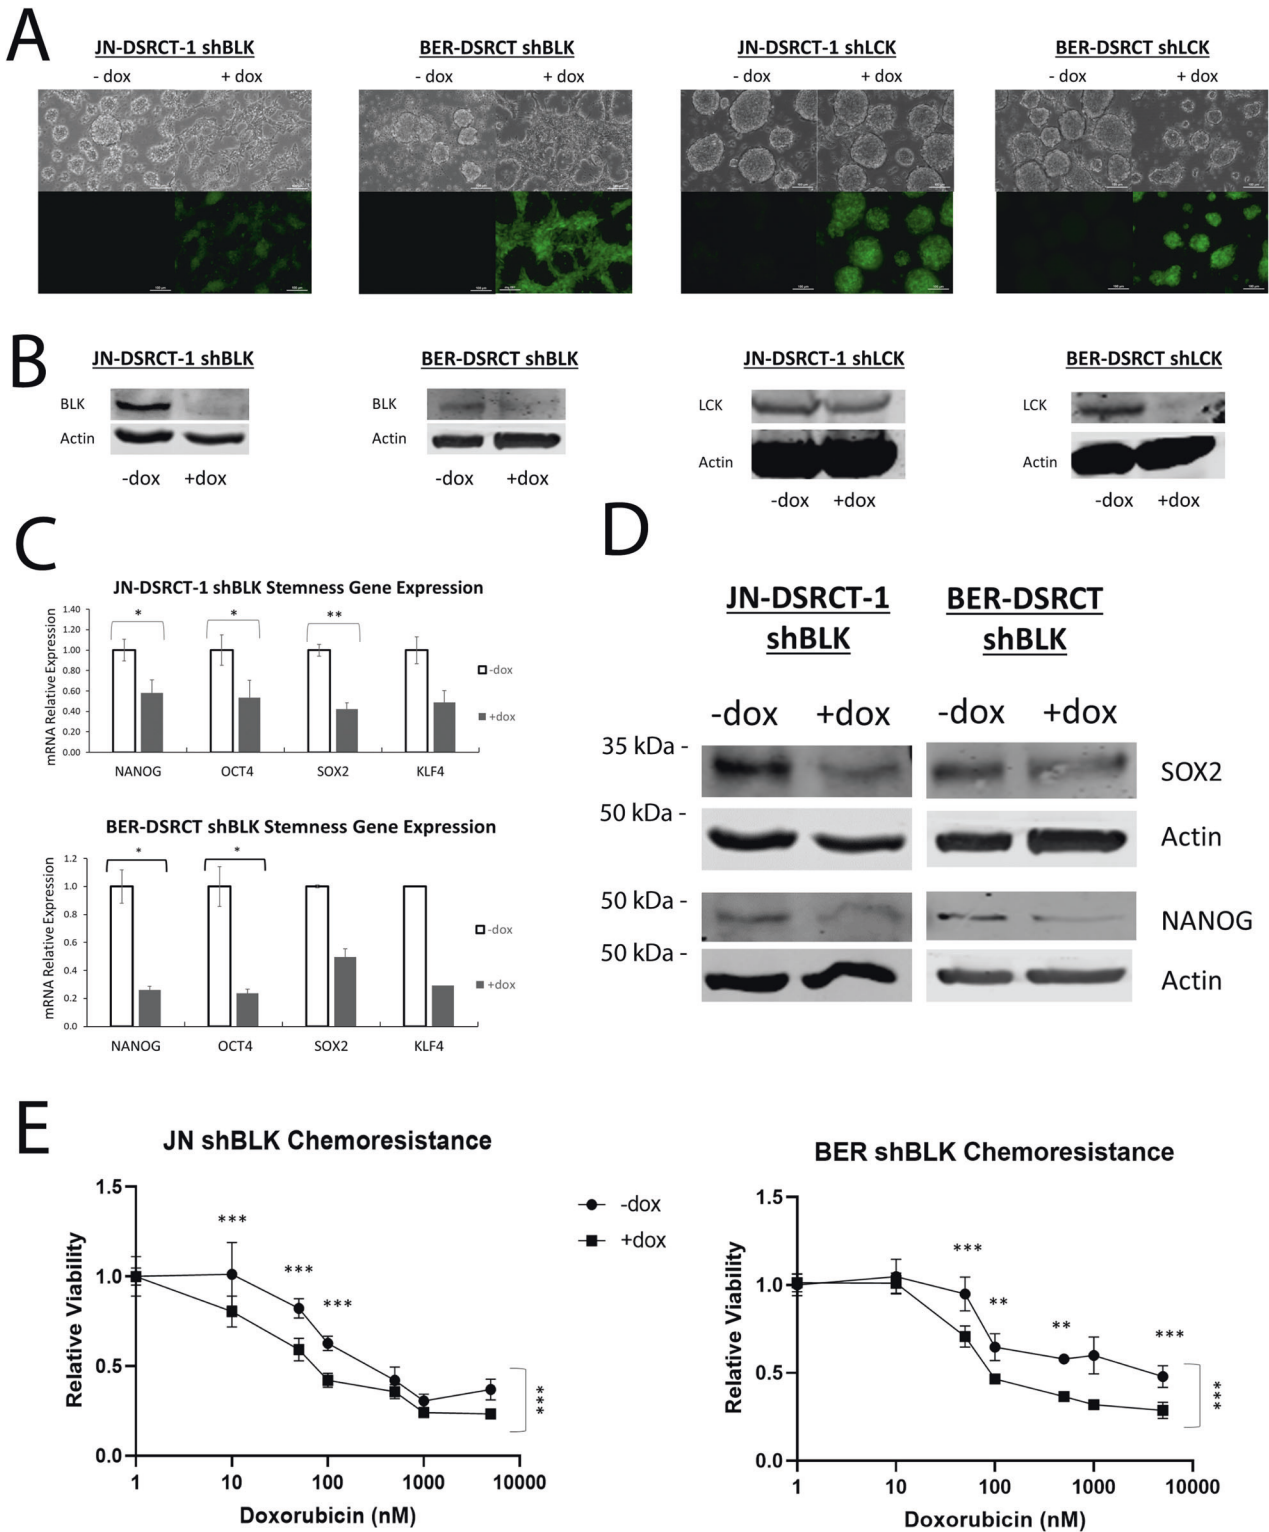 A
JN-DSRCT-1 shBLK
BER-DSRCT shBLK
JN-DSRCT-1 shLCK
BER-DSRCT shLCK
- dox + dox
- dox + dox
- dox + dox
- dox + dox
B
JN-DSRCT-1 shBLK
BLK
Actin
-dox +dox
BER-DSRCT shBLK
BLK
Actin
-dox +dox
JN-DSRCT-1 shLCK
LCK
Actin
-dox +dox
BER-DSRCT shLCK
LCK
Actin
-dox +dox
C
JN-DSRCT-1 shBLK Stemness Gene Expression
mRNA Relative Expression
1.40
1.20
1.00
0.80
0.60
0.40
0.20
0.00
* * **
NANOG OCT4 SOX2 KLF4
-dox
+dox
BER-DSRCT shBLK Stemness Gene Expression
mRNA Relative Expression
1.2
1.0
0.8
0.6
0.4
0.2
0.0
* *
NANOG OCT4 SOX2 KLF4
-dox
+dox
D
JN-DSRCT-1
shBLK
BER-DSRCT
shBLK
-dox +dox -dox +dox
35 kDa -
SOX2
50 kDa -
Actin
50 kDa -
NANOG
50 kDa -
Actin
E
JN shBLK Chemoresistance
Relative Viability
1.5
1.0
0.5
0.0
***
***
***
***
1 10 100 1000 10000
Doxorubicin (nM)
-dox
+dox
BER shBLK Chemoresistance
Relative Viability
1.5
1.0
0.5
0.0
***
**
**
***
***
1 10 100 1000 10000
Doxorubicin (nM)